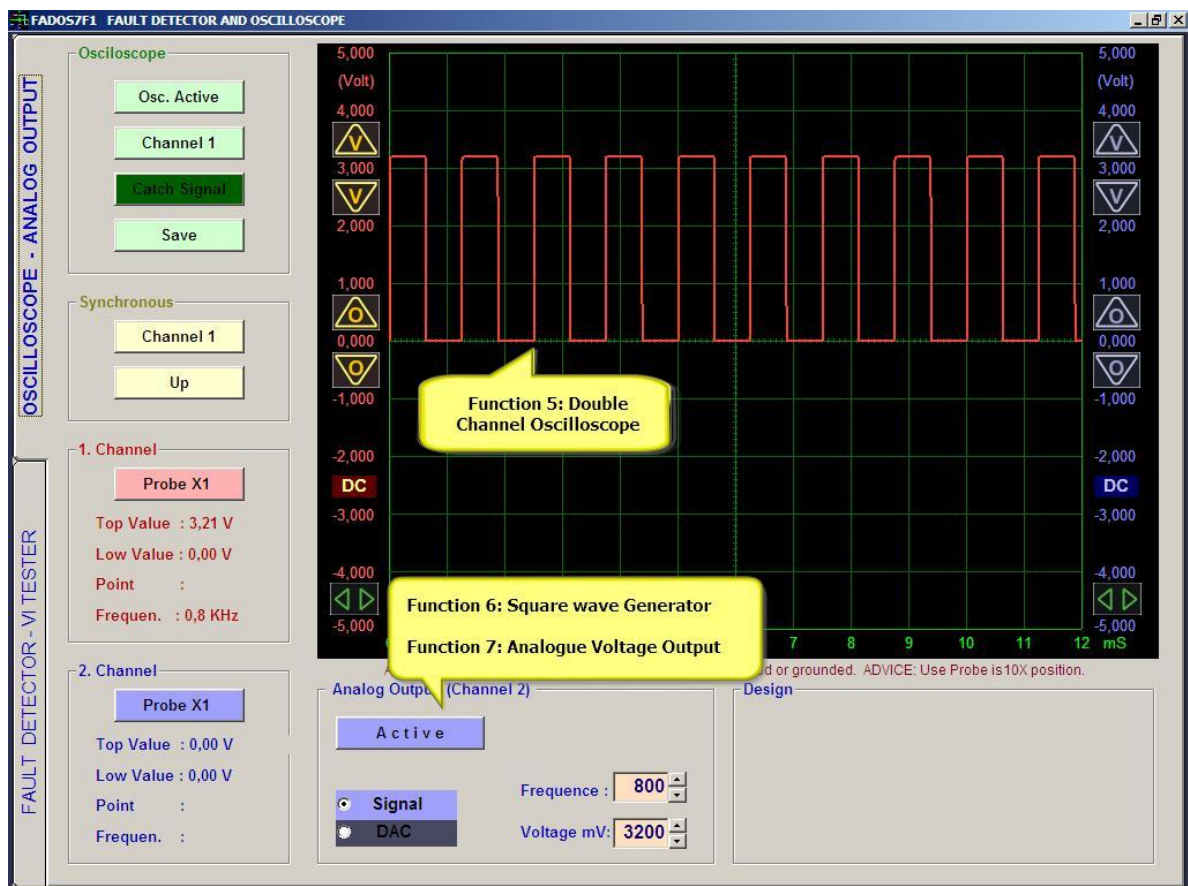 FADOS7F1 FAULT DETECTOR AND OSCILLOSCOPE
OSCILLOSCOPE - ANALOG OUTPUT
FAULT DETECTOR - VI TESTER
Osciloscope
Osc. Active
Channel 1
Catch Signal
Save
Synchronous
Channel 1
Up
1. Channel
Probe X1
Top Value : 3,21 V
Low Value : 0,00 V
Point :
Frequen. : 0,8 KHz
2. Channel
Probe X1
Top Value : 0,00 V
Low Value : 0,00 V
Point :
Frequen. :
5,000
(Volt)
4,000
V
3,000
V
2,000
1,000
O
0,000
O
-1,000
-2,000
DC
-3,000
-4,000
-5,000
5,000
(Volt)
4,000
V
3,000
V
2,000
1,000
O
0,000
O
-1,000
-2,000
DC
-3,000
-4,000
-5,000
Function 5: Double
Channel Oscilloscope
Function 6: Square wave Generator
Function 7: Analogue Voltage Output
7 8 9 10 11 12 mS
or grounded. ADVICE: Use Probe is10X position.
Analog Output (Channel 2)
Active
Signal
DAC
Frequence : 800
Voltage mV: 3200
Design